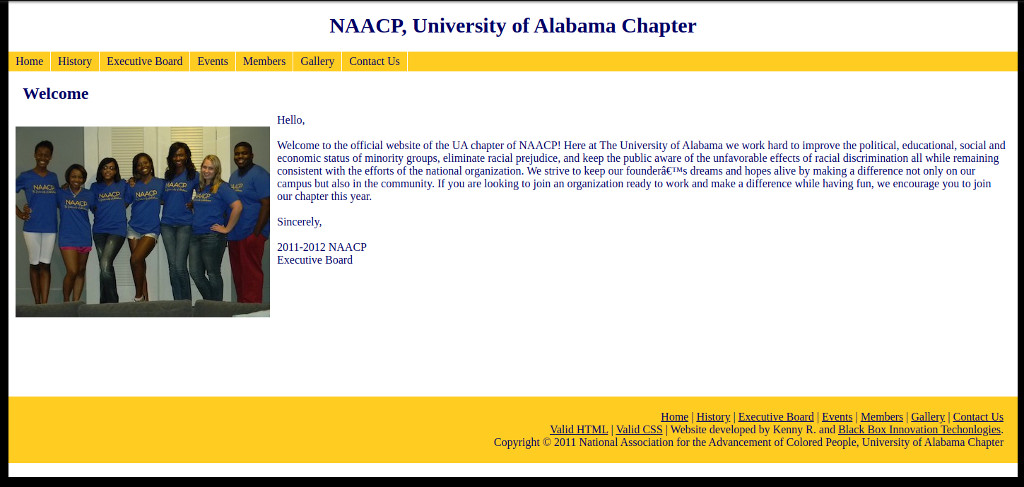 NAACP, University of Alabama Chapter
Home History Executive Board Events Members Gallery Contact Us
Welcome
Hello,
Welcome to the official website of the UA chapter of NAACP! Here at The University of Alabama we work hard to improve the political, educational, social and
economic status of minority groups, eliminate racial prejudice, and keep the public aware of the unfavorable effects of racial discrimination all while remaining
consistent with the efforts of the national organization. We strive to keep our founderâ€™s dreams and hopes alive by making a difference not only on our
campus but also in the community. If you are looking to join an organization ready to work and make a difference while having fun, we encourage you to join
our chapter this year.
Sincerely,
2011-2012 NAACP
Executive Board
NAACP
NAACP
NAACP
NAACP
NAACP
NAACP
NAACP
Home | History | Executive Board | Events | Members | Gallery | Contact Us
Valid HTML | Valid CSS | Website developed by Kenny R. and Black Box Innovation Techonlogies.
Copyright © 2011 National Association for the Advancement of Colored People, University of Alabama Chapter